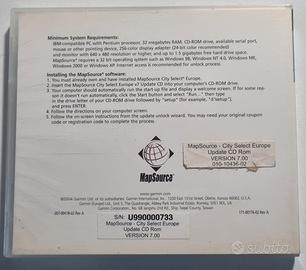 Minimum System Requirements:
IBM-compatible PC with Pentium processor, 32 megabytes RAM, CD-ROM drive, available serial port,
mouse or other pointing device, 256-color display adapter (24-bit color recommended)
and monitor with 640 x 480 resolution or higher, and up to 1.5 gigabytes free hard drive space.
MapSource® requires a 32 bit operating system such as Windows 98, Windows NT 4.0, Windows ME,
Windows 2000 or Windows XP. Internet access is recommended for unlock process.
Installing the MapSource® software:
1. You must already own and have installed MapSource City Select® Europe.
2. Insert the MapSource City Select Europe v7 Update CD into your computer's CD-ROM drive.
3. Your computer should auto-start the update and display a welcome screen. If for some reason
it doesn't run automatically, click the Start button and select "Run...", then type
in the drive letter of your CD-ROM drive followed by "setup" (for example, "d:\setup"),
and press ENTER.
4. Follow the directions on your computer screen.
5. Follow the on-screen instructions from the update unlock wizard. You may need your original coupon
code or registration code to complete the process.
MapSource®
MapSource - City Select Europe
Update CD Rom
VERSION 7.00
010-10436-02
www.garmin.com
S/N: U990000733
MapSource - City Select Europe
Update CD Rom
VERSION 7.00
subito